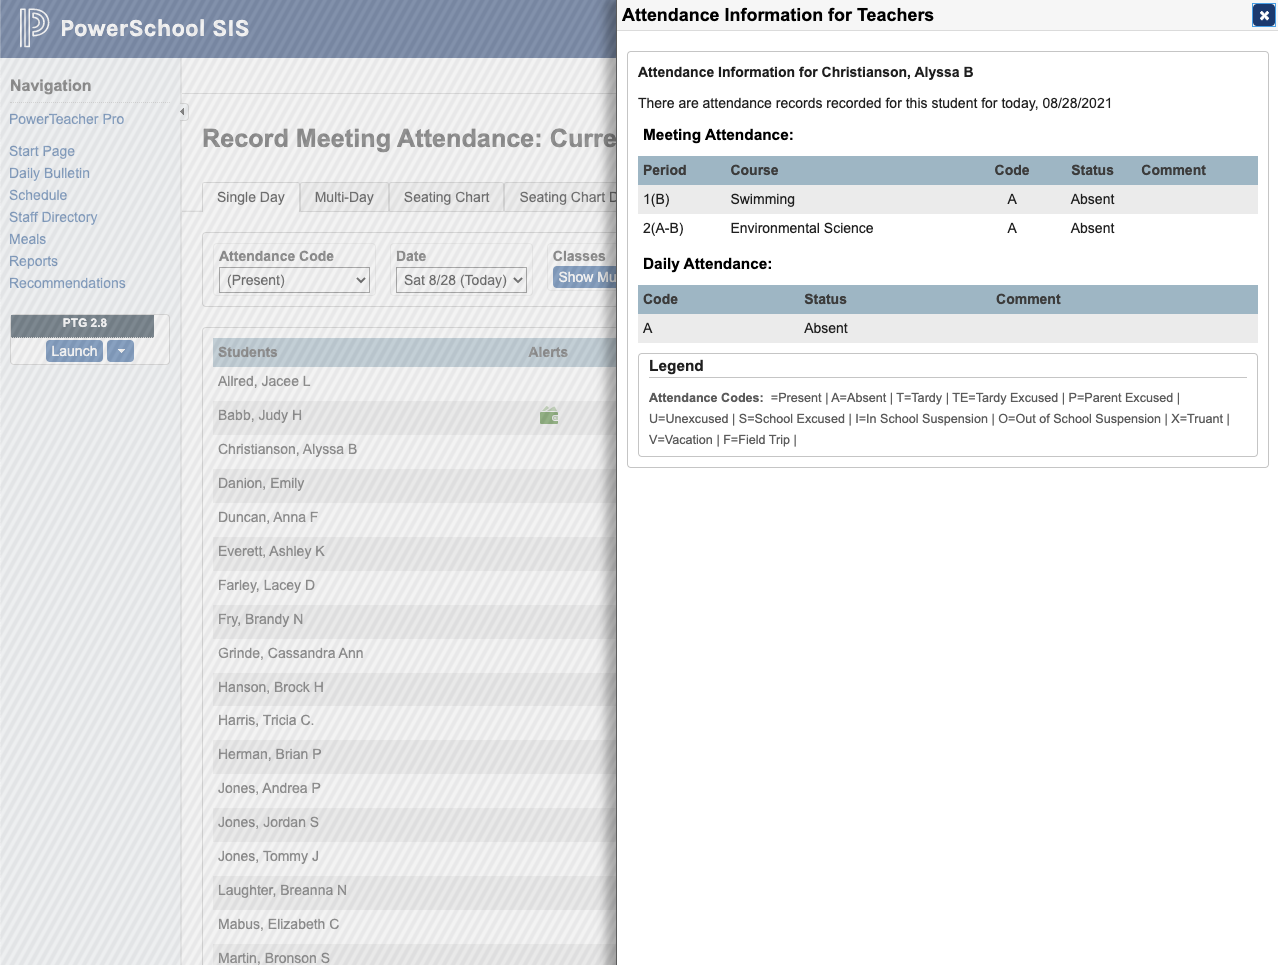 PowerSchool SIS
Navigation
PowerTeacher Pro
Start Page
Daily Bulletin
Schedule
Staff Directory
Meals
Reports
Recommendations
PTG 2.8
Launch
Record Meeting Attendance: Curre
Single Day Multi-Day Seating Chart Seating Chart D
Attendance Code Date Classes
(Present) Sat 8/28 (Today) Show Mu
Students Alerts
Allred, Jacee L
Babb, Judy H
Christianson, Alyssa B
Danion, Emily
Duncan, Anna F
Everett, Ashley K
Farley, Lacey D
Fry, Brandy N
Grinde, Cassandra Ann
Hanson, Brock H
Harris, Tricia C.
Herman, Brian P
Jones, Andrea P
Jones, Jordan S
Jones, Tommy J
Laughter, Breanna N
Mabus, Elizabeth C
Martin, Bronson S
Attendance Information for Teachers
Attendance Information for Christianson, Alyssa B
There are attendance records recorded for this student for today, 08/28/2021
Meeting Attendance:
Period Course Code Status Comment
1(B) Swimming A Absent
2(A-B) Environmental Science A Absent
Daily Attendance:
Code Status Comment
A Absent
Legend
Attendance Codes: =Present | A=Absent | T=Tardy | TE=Tardy Excused | P=Parent Excused |
U=Unexcused | S=School Excused | I=In School Suspension | O=Out of School Suspension | X=Truant |
V=Vacation | F=Field Trip |